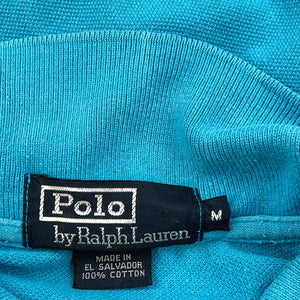 Polo
by Ralph Lauren
M
MADE IN
EL SALVADOR
100% COTTON